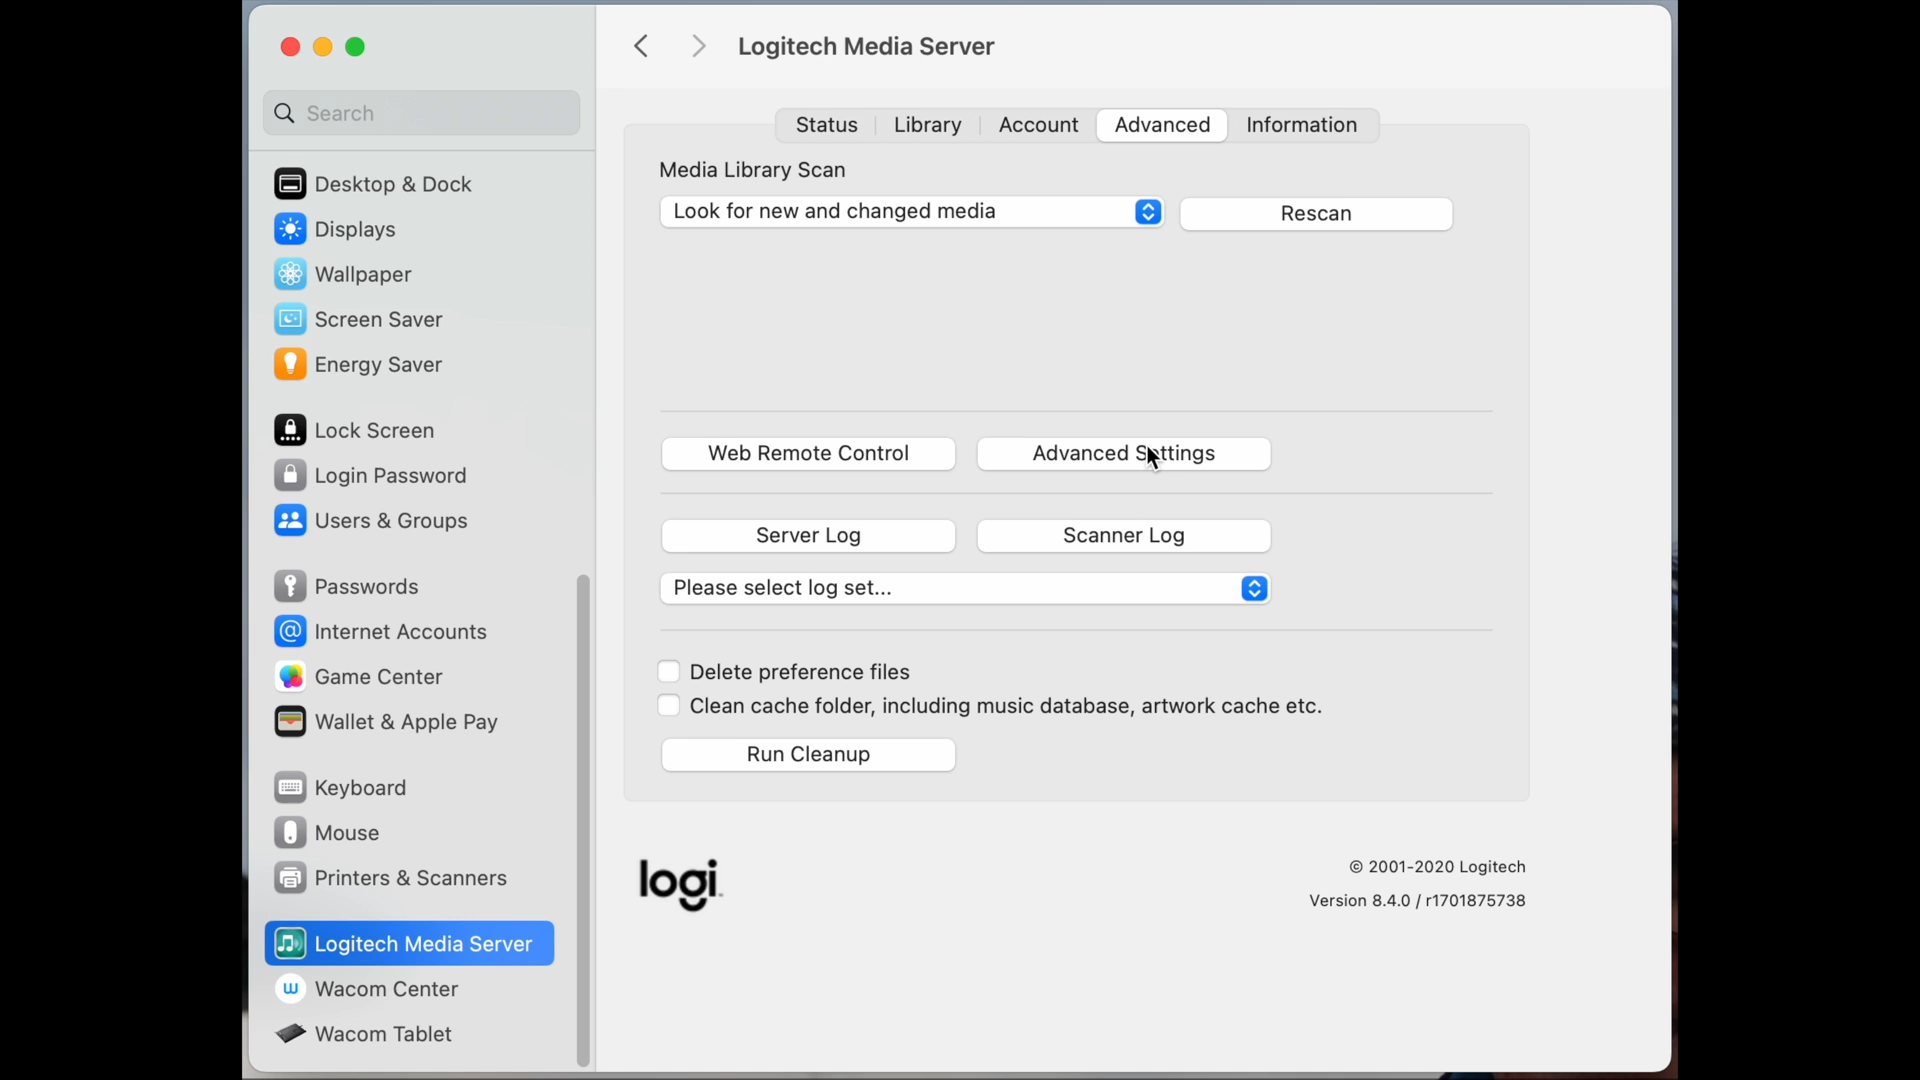 Logitech Media Server
Search
Status
Library
Account
Advanced
Information
Desktop & Dock
Displays
Wallpaper
Screen Saver
Energy Saver
Lock Screen
Login Password
Users & Groups
Passwords
Internet Accounts
Game Center
Wallet & Apple Pay
Keyboard
Mouse
Printers & Scanners
Logitech Media Server
Wacom Center
Wacom Tablet
Media Library Scan
Look for new and changed media
Rescan
Web Remote Control
Advanced Settings
Server Log
Scanner Log
Please select log set...
Delete preference files
Clean cache folder, including music database, artwork cache etc.
Run Cleanup
logi
© 2001-2020 Logitech
Version 8.4.0 / r1701875738